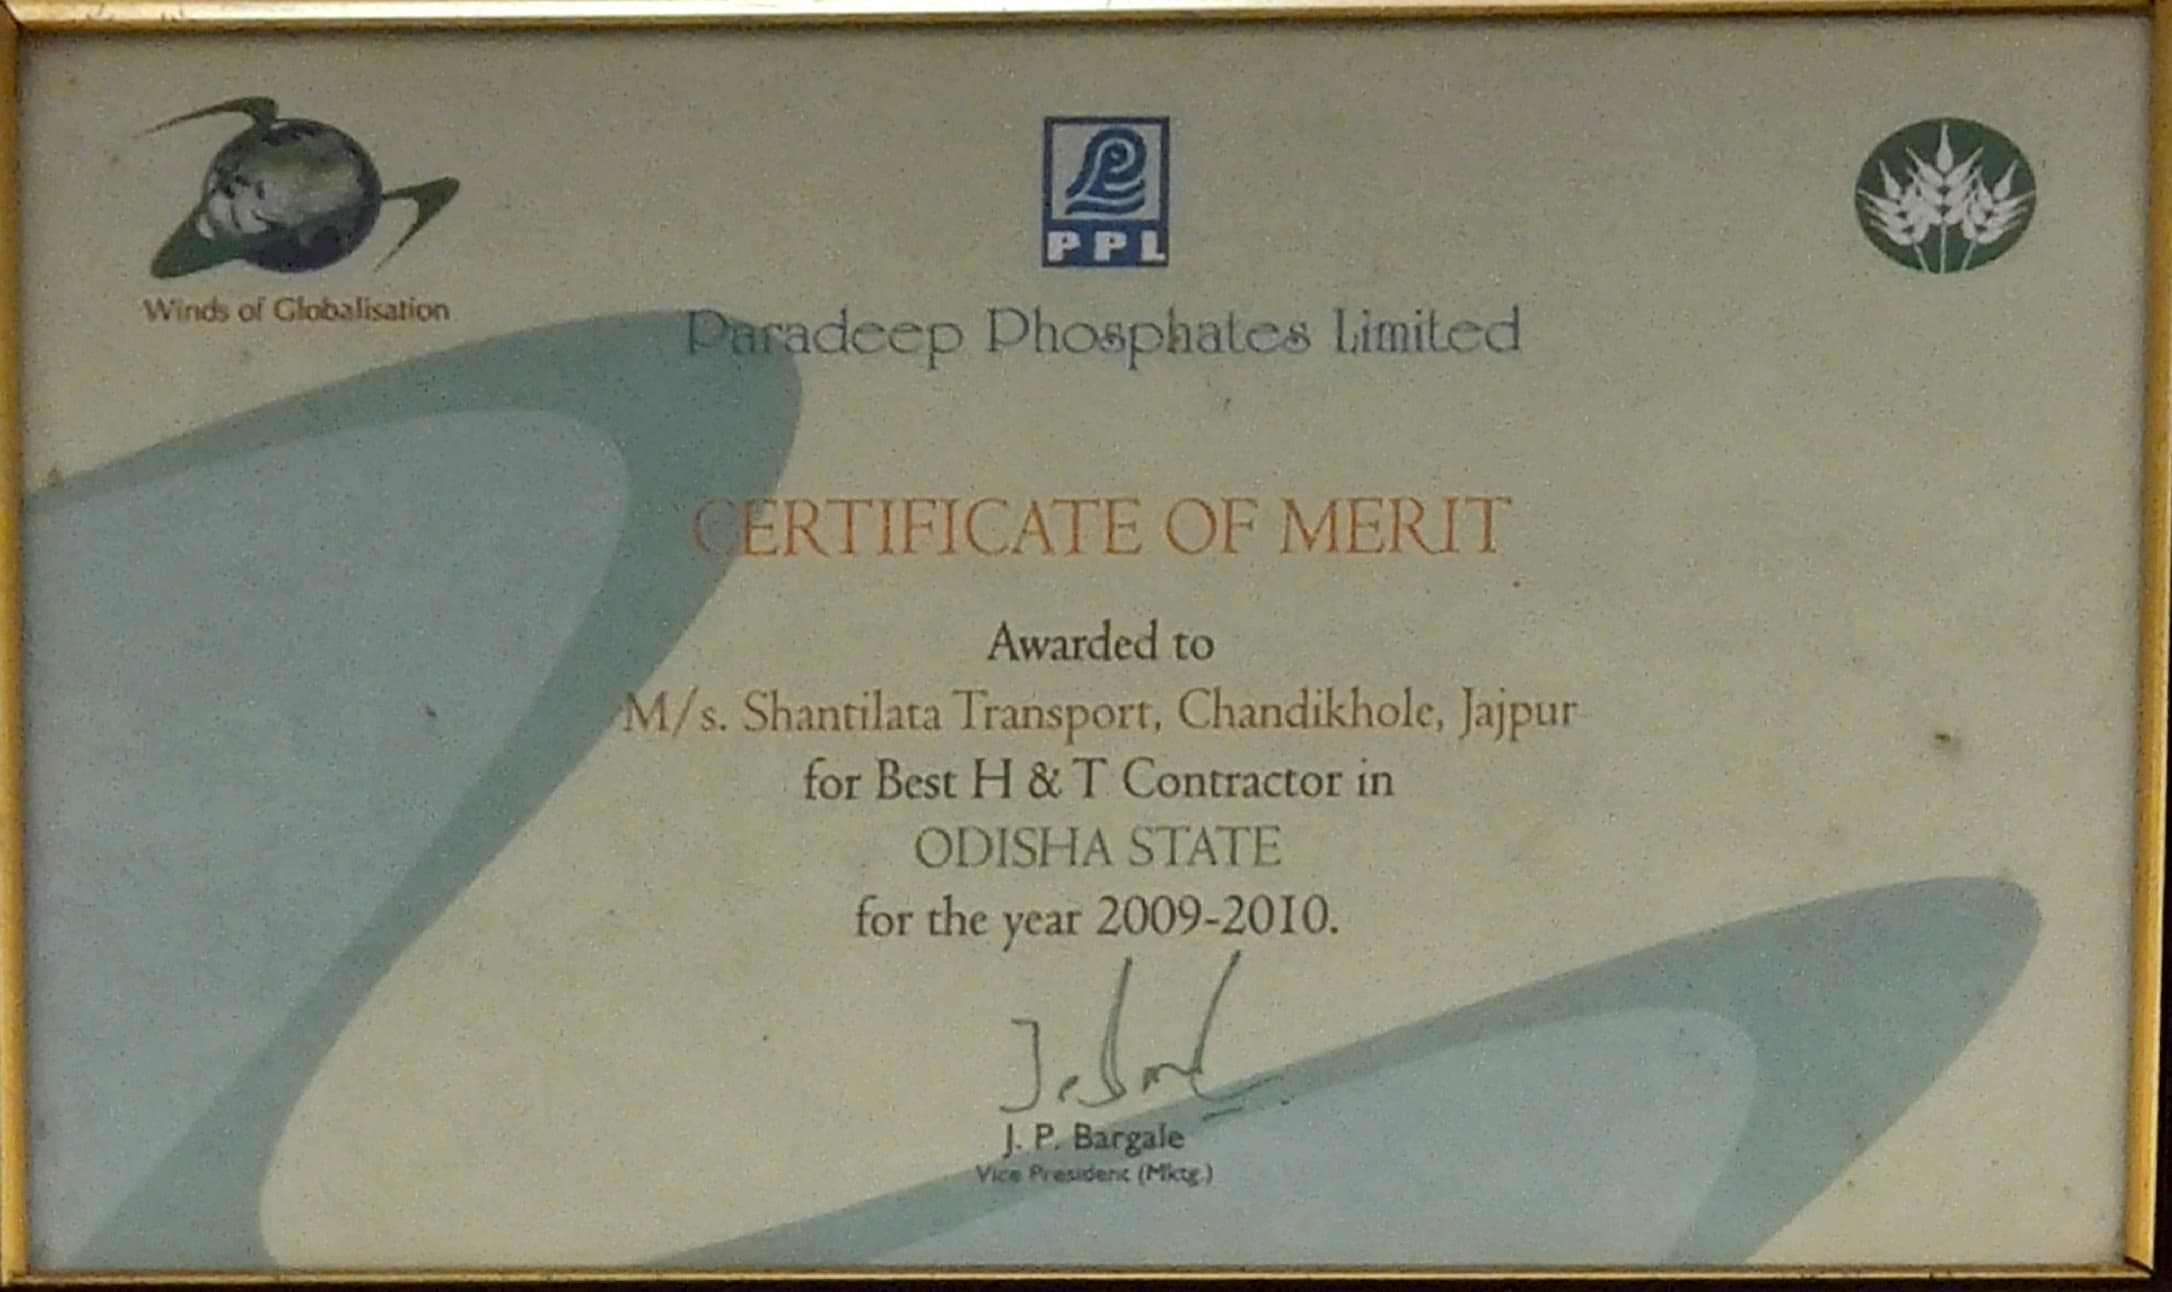 Winds of Globalisation
PPL
Paradeep Phosphates Limited
CERTIFICATE OF MERIT
Awarded to
M/s. Shantilata Transport, Chandikhole, Jajpur
for Best H & T Contractor in
ODISHA STATE
for the year 2009-2010.
J. P. Bargale
Vice President (Mktg.)